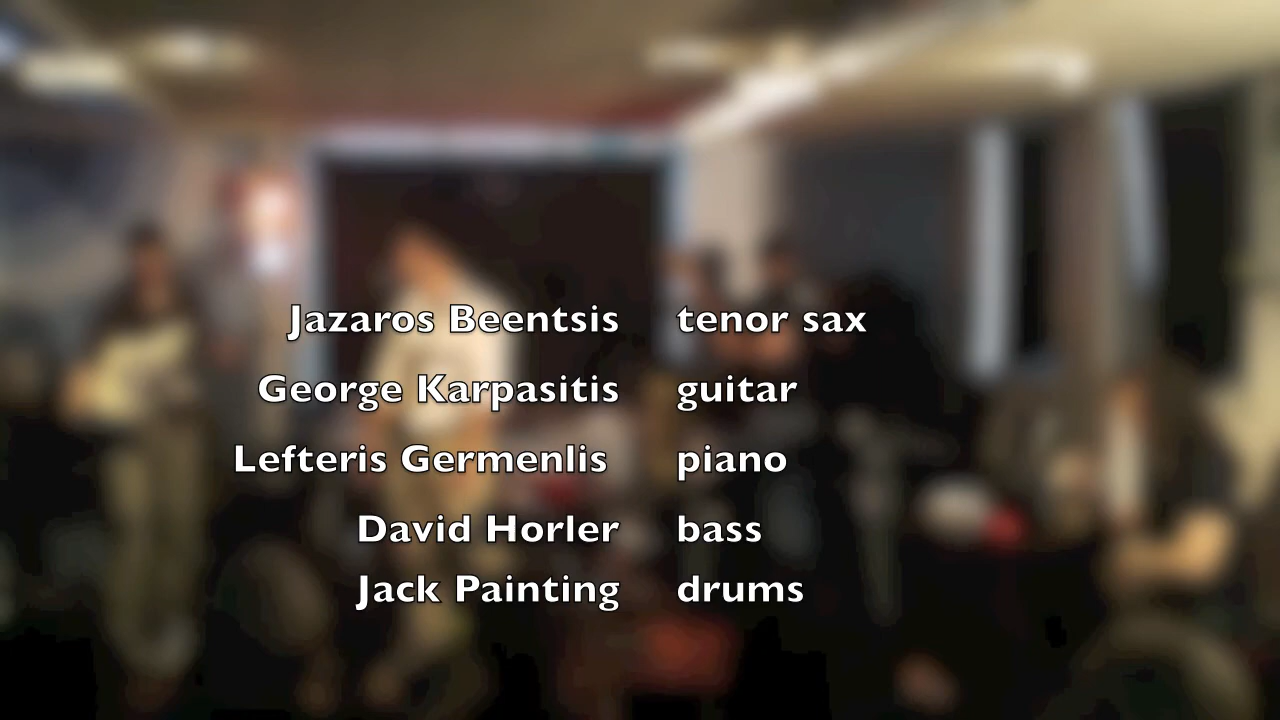 Jazaros Beentsis tenor sax
George Karpasitis guitar
Lefteris Germenlis piano
David Horler bass
Jack Painting drums